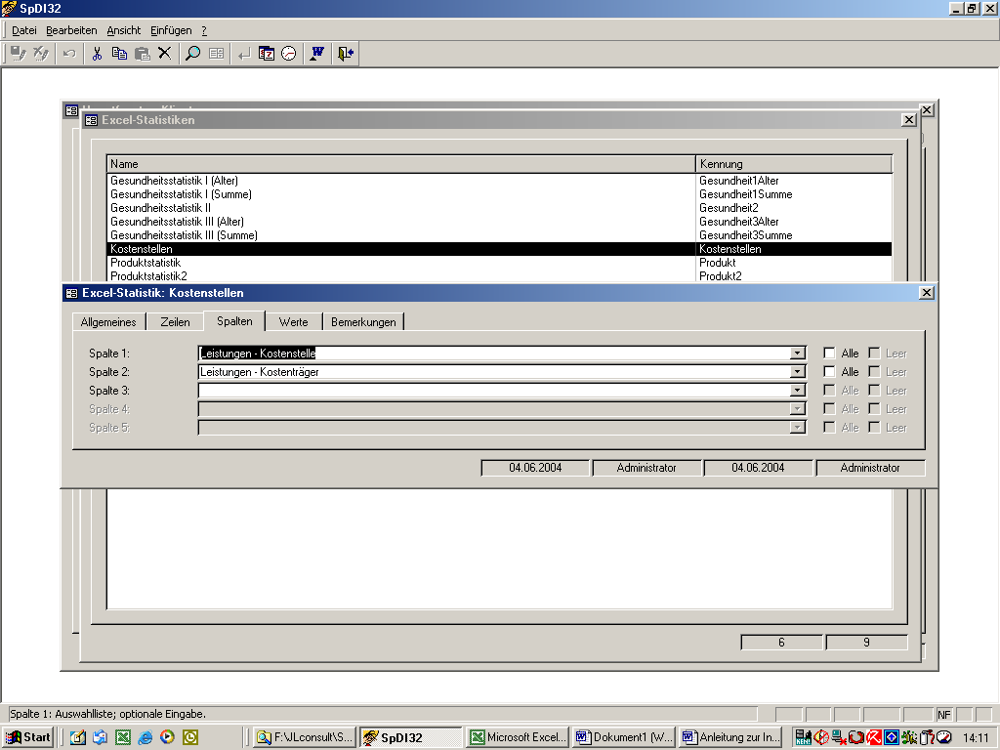 SpDI32
Datei Bearbeiten Ansicht Einfügen ?
Excel-Statistiken
Name Kennung
Gesundheitsstatistik I (Alter) Gesundheit1Alter
Gesundheitsstatistik I (Summe) Gesundheit1Summe
Gesundheitsstatistik II Gesundheit2
Gesundheitsstatistik III (Alter) Gesundheit3Alter
Gesundheitsstatistik III (Summe) Gesundheit3Summe
Kostenstellen Kostenstellen
Produktstatistik Produkt
Produktstatistik2 Produkt2
Excel-Statistik: Kostenstellen
Allgemeines Zeilen Spalten Werte Bemerkungen
Spalte 1: Leistungen - Kostenstelle Alle Leer
Spalte 2: Leistungen - Kostenträger Alle Leer
Spalte 3: Alle Leer
Spalte 4: Alle Leer
Spalte 5: Alle Leer
04.06.2004 Administrator 04.06.2004 Administrator
6 9
Spalte 1: Auswahlliste; optionale Eingabe. NF
Start F:\JLconsult\S... SpDI32 Microsoft Excel... Dokument1 (W... Anleitung zur In... 14:11